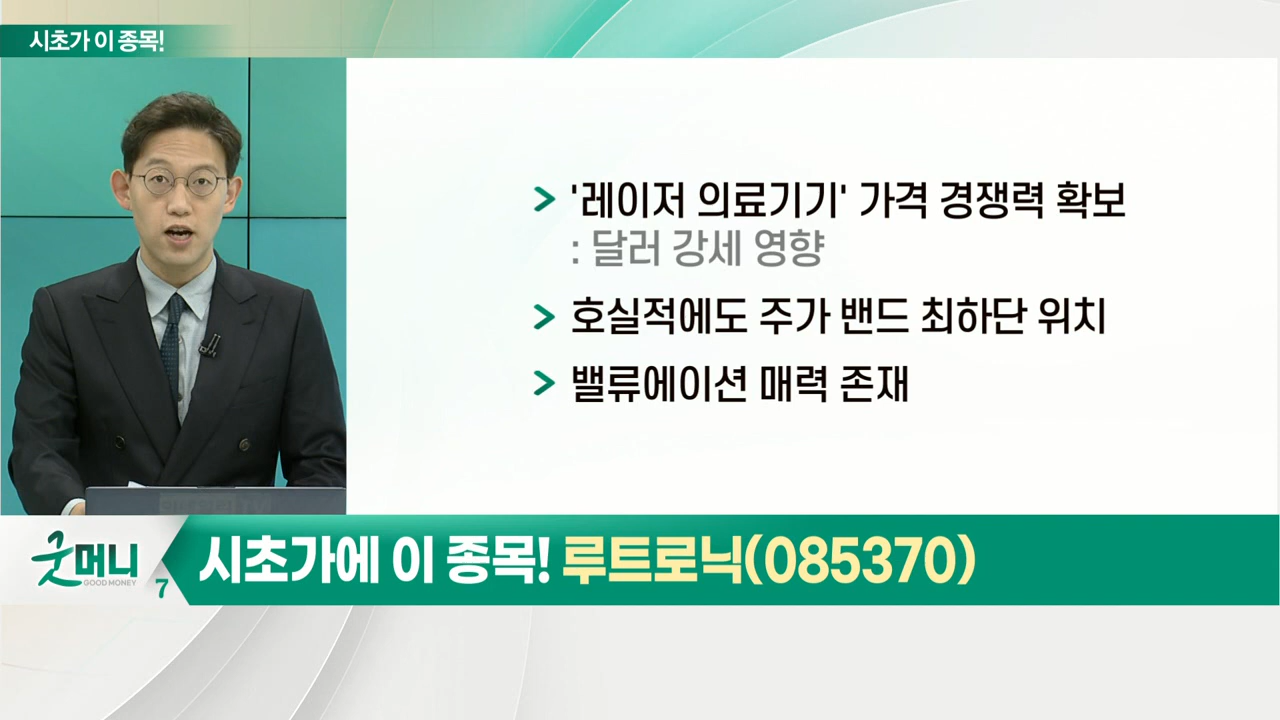 시초가 이 종목!
> '레이저 의료기기' 가격 경쟁력 확보
: 달러 강세 영향
> 호실적에도 주가 밴드 최하단 위치
> 밸류에이션 매력 존재
굿머니
GOOD MONEY
7
시초가에 이 종목! 루트로닉(085370)